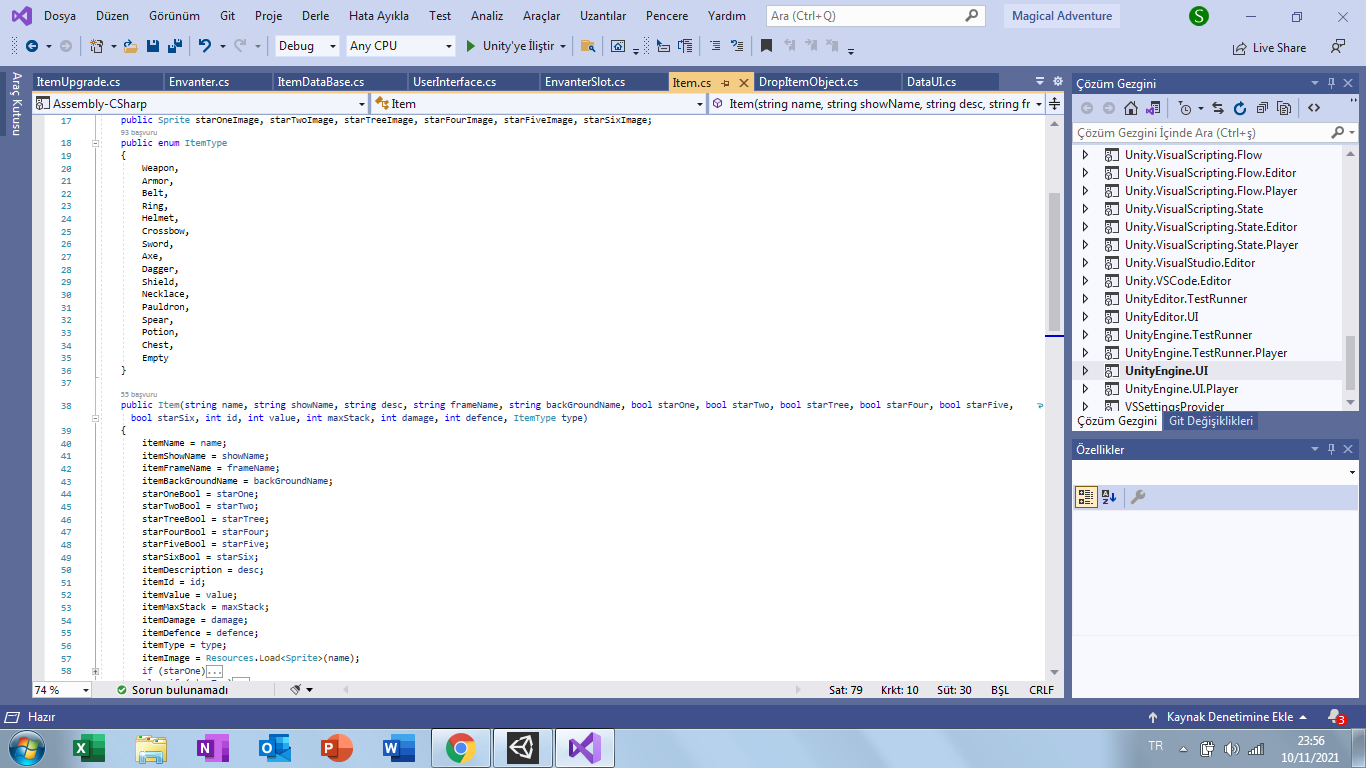 Dosya Düzen Görünüm Git Proje Derle Hata Ayıkla Test Analiz Araçlar Uzantılar Pencere Yardım Ara (Ctrl+Q) Magical Adventure S
Debug Any CPU Unity'ye İliştir Live Share
Araç Kutusu
ItemUpgrade.cs Envanter.cs ItemDataBase.cs UserInterface.cs EnvanterSlot.cs Item.cs DropItemObject.cs DataUI.cs
Assembly-CSharp Item Item(string name, string showName, string desc, string fr
17 public Sprite starOneImage, starTwoImage, starTreeImage, starFourImage, starFiveImage, starSixImage;
93 başvuru
18 public enum ItemType
19 {
20 Weapon,
21 Armor,
22 Belt,
23 Ring,
24 Helmet,
25 Crossbow,
26 Sword,
27 Axe,
28 Dagger,
29 Shield,
30 Necklace,
31 Pauldron,
32 Spear,
33 Potion,
34 Chest,
35 Empty
36 }
37
55 başvuru
38 public Item(string name, string showName, string desc, string frameName, string backGroundName, bool starOne, bool starTwo, bool starTree, bool starFour, bool starFive,
bool starSix, int id, int value, int maxStack, int damage, int defence, ItemType type)
39 {
40 itemName = name;
41 itemShowName = showName;
42 itemFrameName = frameName;
43 itemBackGroundName = backGroundName;
44 starOneBool = starOne;
45 starTwoBool = starTwo;
46 starTreeBool = starTree;
47 starFourBool = starFour;
48 starFiveBool = starFive;
49 starSixBool = starSix;
50 itemDescription = desc;
51 itemId = id;
52 itemValue = value;
53 itemMaxStack = maxStack;
54 itemDamage = damage;
55 itemDefence = defence;
56 itemType = type;
57 itemImage = Resources.Load<Sprite>(name);
58 if (starOne)...
74 % Sorun bulunamadı Sat: 79 Krkt: 10 Süt: 30 BŞL CRLF
Çözüm Gezgini
Çözüm Gezgini İçinde Ara (Ctrl+ş)
Unity.VisualScripting.Flow
Unity.VisualScripting.Flow.Editor
Unity.VisualScripting.Flow.Player
Unity.VisualScripting.State
Unity.VisualScripting.State.Editor
Unity.VisualScripting.State.Player
Unity.VisualStudio.Editor
Unity.VSCode.Editor
UnityEditor.TestRunner
UnityEditor.UI
UnityEngine.TestRunner
UnityEngine.TestRunner.Player
UnityEngine.UI
UnityEngine.UI.Player
VSSettingsProvider
Çözüm Gezgini Git Değişiklikleri
Özellikler
Hazır Kaynak Denetimine Ekle 3
TR 23:56
10/11/2021